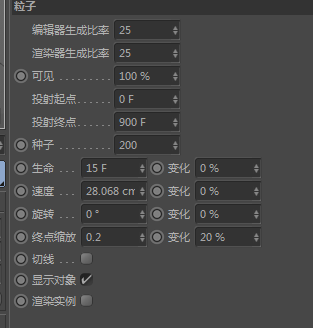 粒子
编辑器生成比率 25
渲染器生成比率 25
可见 . . . . . . . . . 100 %
投射起点 . . . . . 0 F
投射终点 . . . . . 900 F
种子 . . . . . . . . . 200
生命 . . . 15 F 变化 0 %
速度 . . . 28.068 cm 变化 0 %
旋转 . . . 0 ° 变化 0 %
终点缩放 0.2 变化 20 %
切线 . . .
显示对象
渲染实例